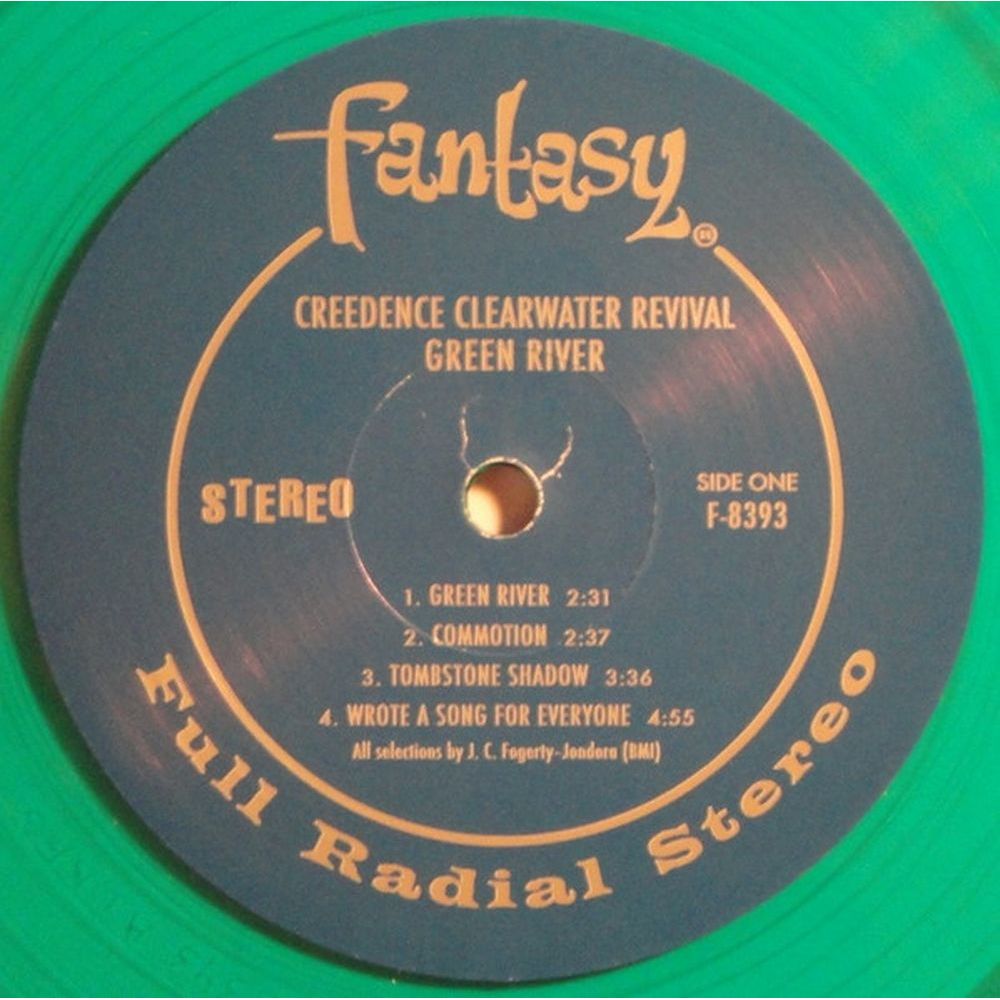 fantasy®
CREEDENCE CLEARWATER REVIVAL
GREEN RIVER
STEREO
SIDE ONE
F-8393
1. GREEN RIVER 2:31
2. COMMOTION 2:37
3. TOMBSTONE SHADOW 3:36
4. WROTE A SONG FOR EVERYONE 4:55
All selections by J. C. Fogerty-Jondora (BMI)
Full Radial Stereo